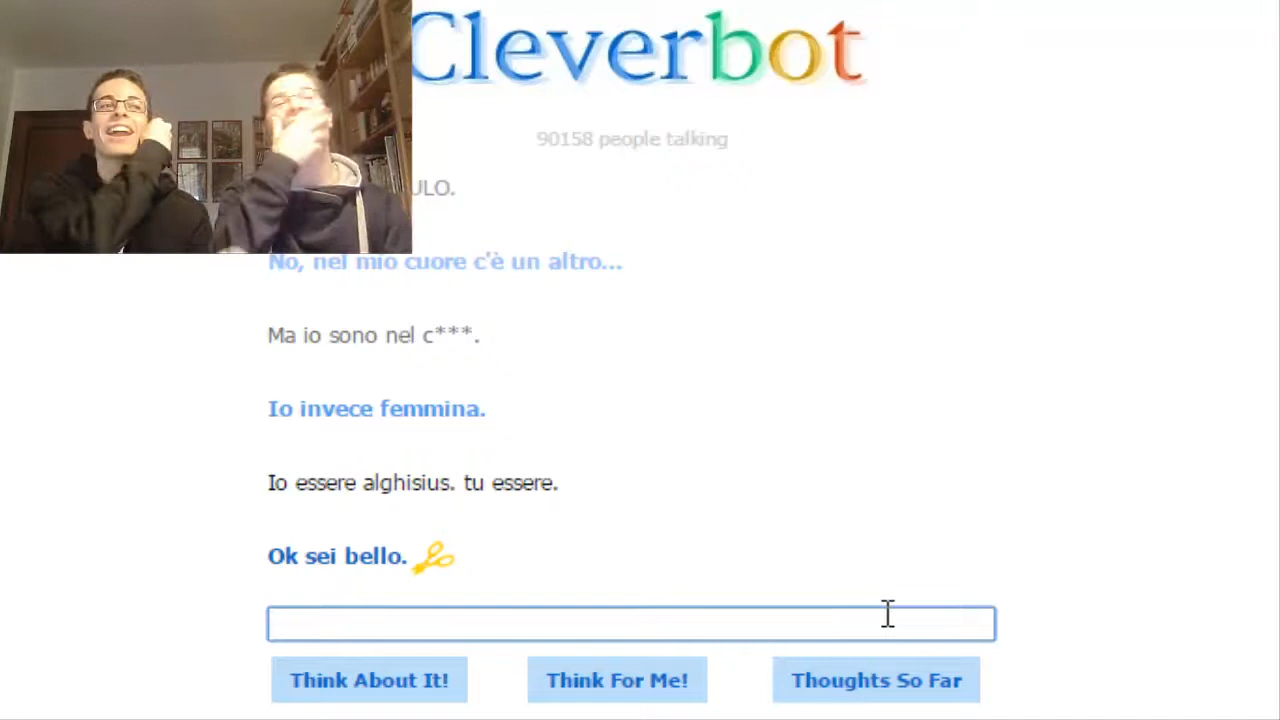 Cleverbot
90158 people talking
ULO.
No, nel mio cuore c'è un altro...
Ma io sono nel c***.
Io invece femmina.
Io essere alghisius. tu essere.
Ok sei bello.
Think About It! Think For Me! Thoughts So Far